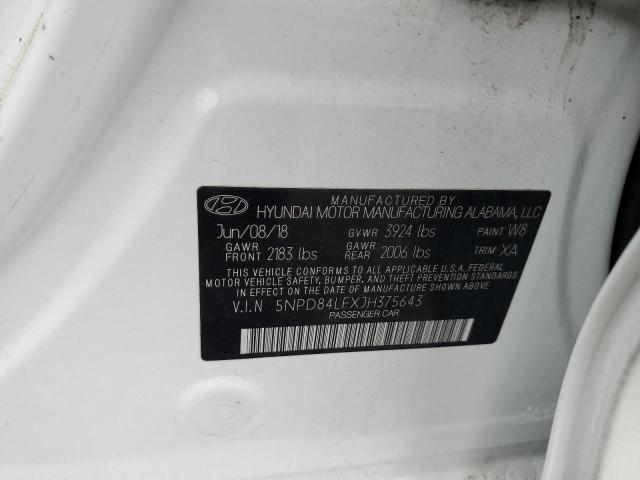 MANUFACTURED BY
HYUNDAI MOTOR MANUFACTURING ALABAMA, LLC
Jun/08/18 GVWR 3924 lbs PAINT W8
GAWR FRONT 2183 lbs GAWR REAR 2006 lbs TRIM XA
THIS VEHICLE CONFORMS TO ALL APPLICABLE U.S.A. FEDERAL
MOTOR VEHICLE SAFETY, BUMPER, AND THEFT PREVENTION STANDARDS
IN EFFECT ON THE DATE OF MANUFACTURE SHOWN ABOVE.
V.I.N 5NPD84LFXJH375643
PASSENGER CAR